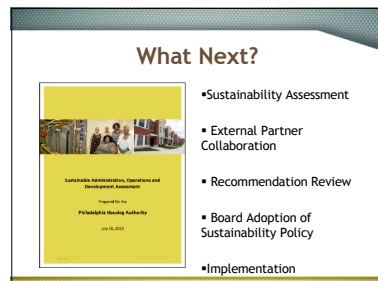 What Next?
Sustainable Administration, Operations and
Development Assessment
Prepared for the
Philadelphia Housing Authority
July 18, 2012
▪Sustainability Assessment
▪ External Partner
Collaboration
▪ Recommendation Review
▪ Board Adoption of
Sustainability Policy
▪Implementation